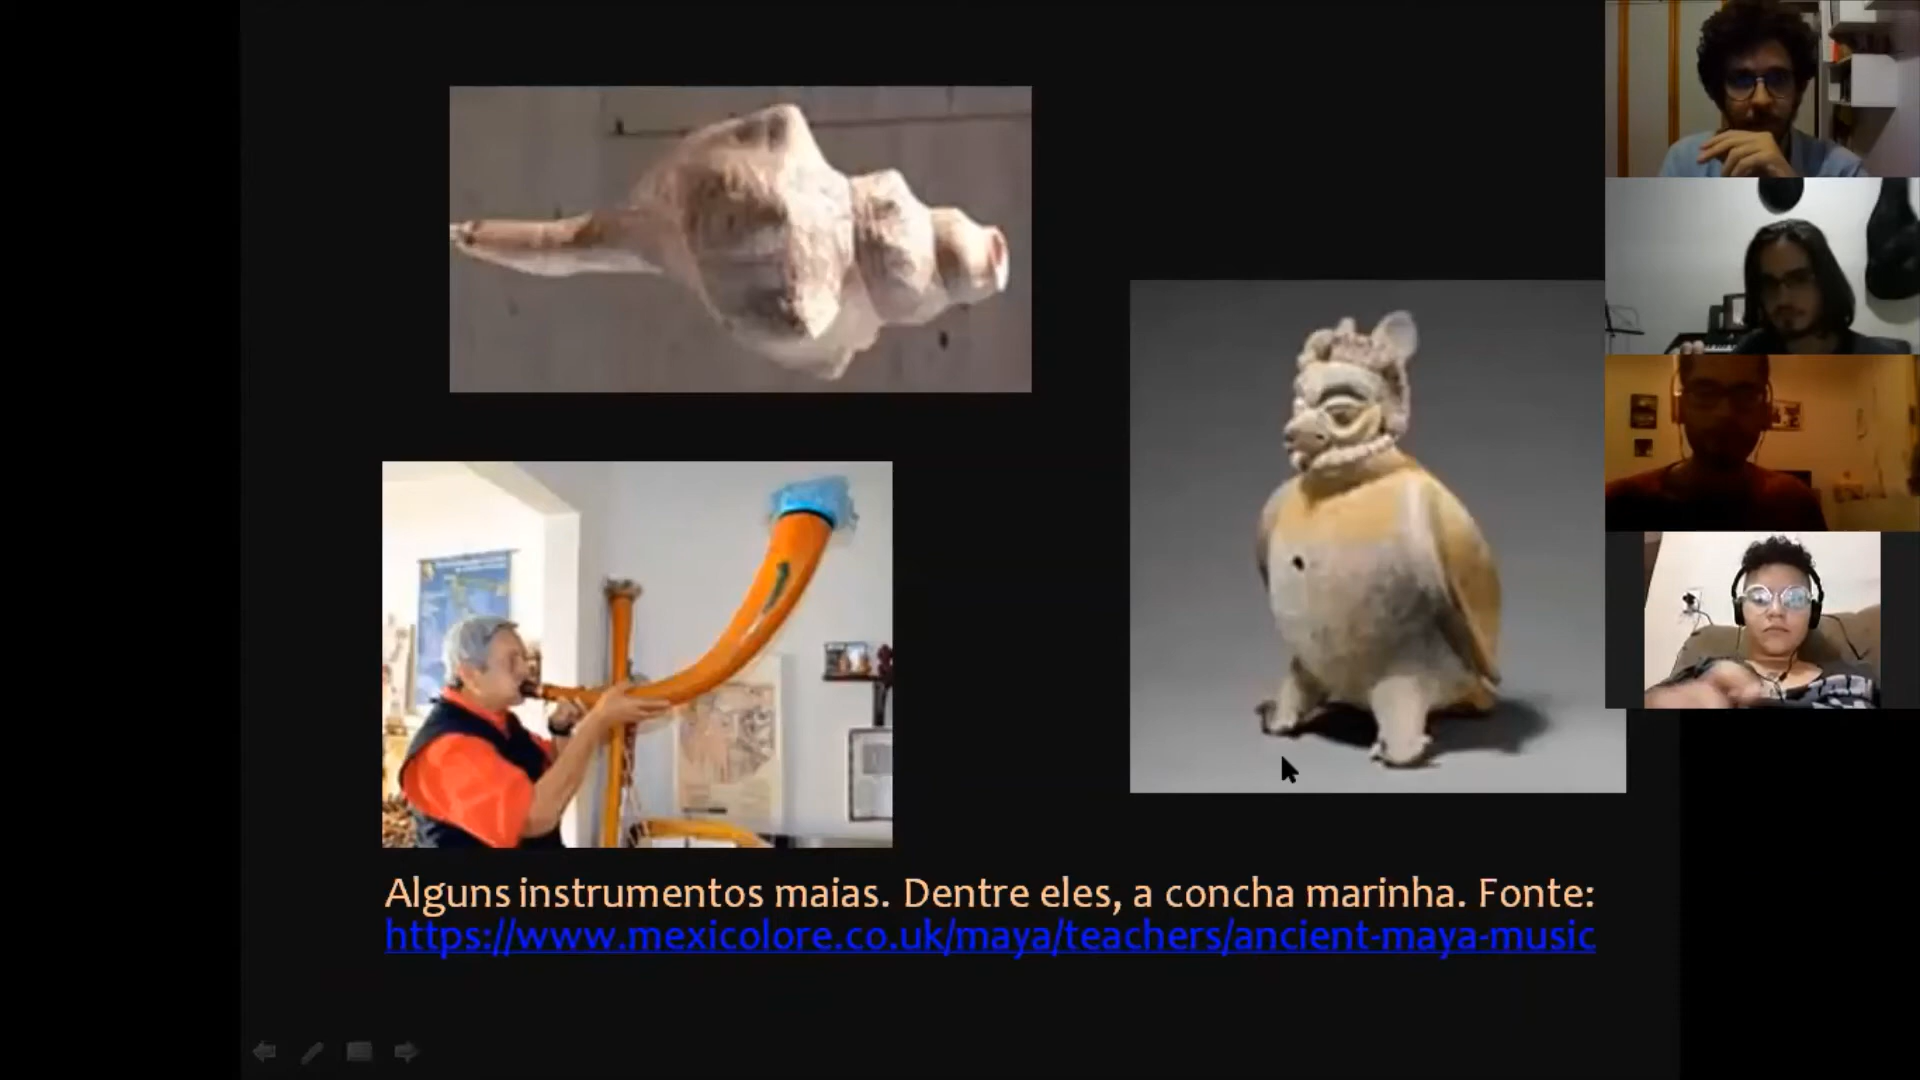 Alguns instrumentos maias. Dentre eles, a concha marinha. Fonte:
https://www.mexicolore.co.uk/maya/teachers/ancient-maya-music